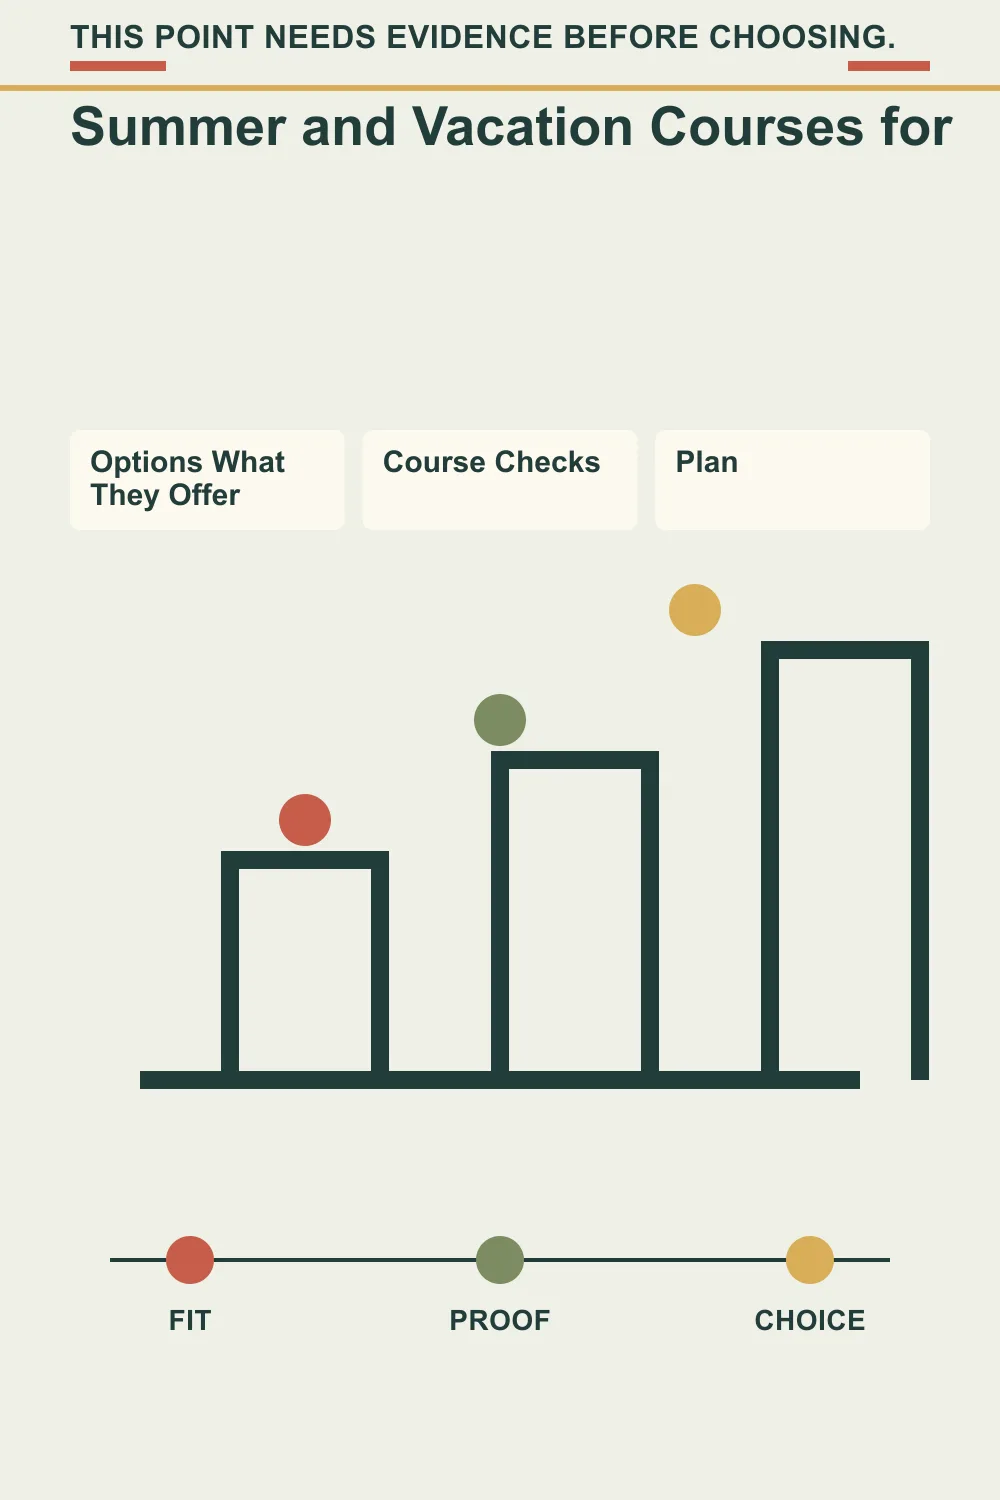 THIS POINT NEEDS EVIDENCE BEFORE CHOOSING.
Summer and Vacation Courses for
Options What
They Offer
Course Checks
Plan
FIT
PROOF
CHOICE